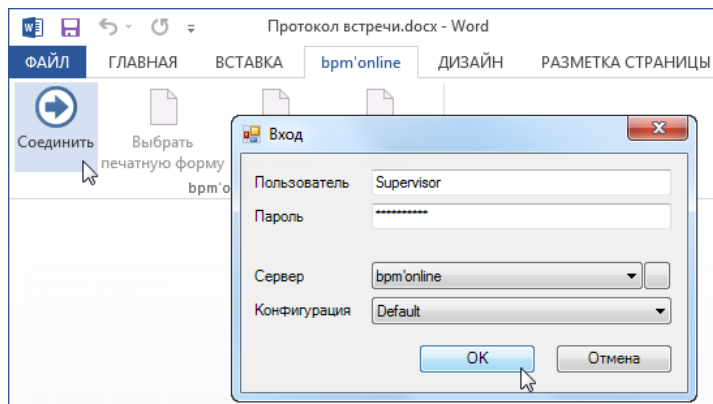 Протокол встречи.docx - Word
ФАЙЛ ГЛАВНАЯ ВСТАВКА bpm'online ДИЗАЙН РАЗМЕТКА СТРАНИЦЫ
Соединить
Выбрать
печатную форму
bpm'o
Вход
Пользователь Supervisor
Пароль **********
Сервер bpm'online
Конфигурация Default
OK Отмена